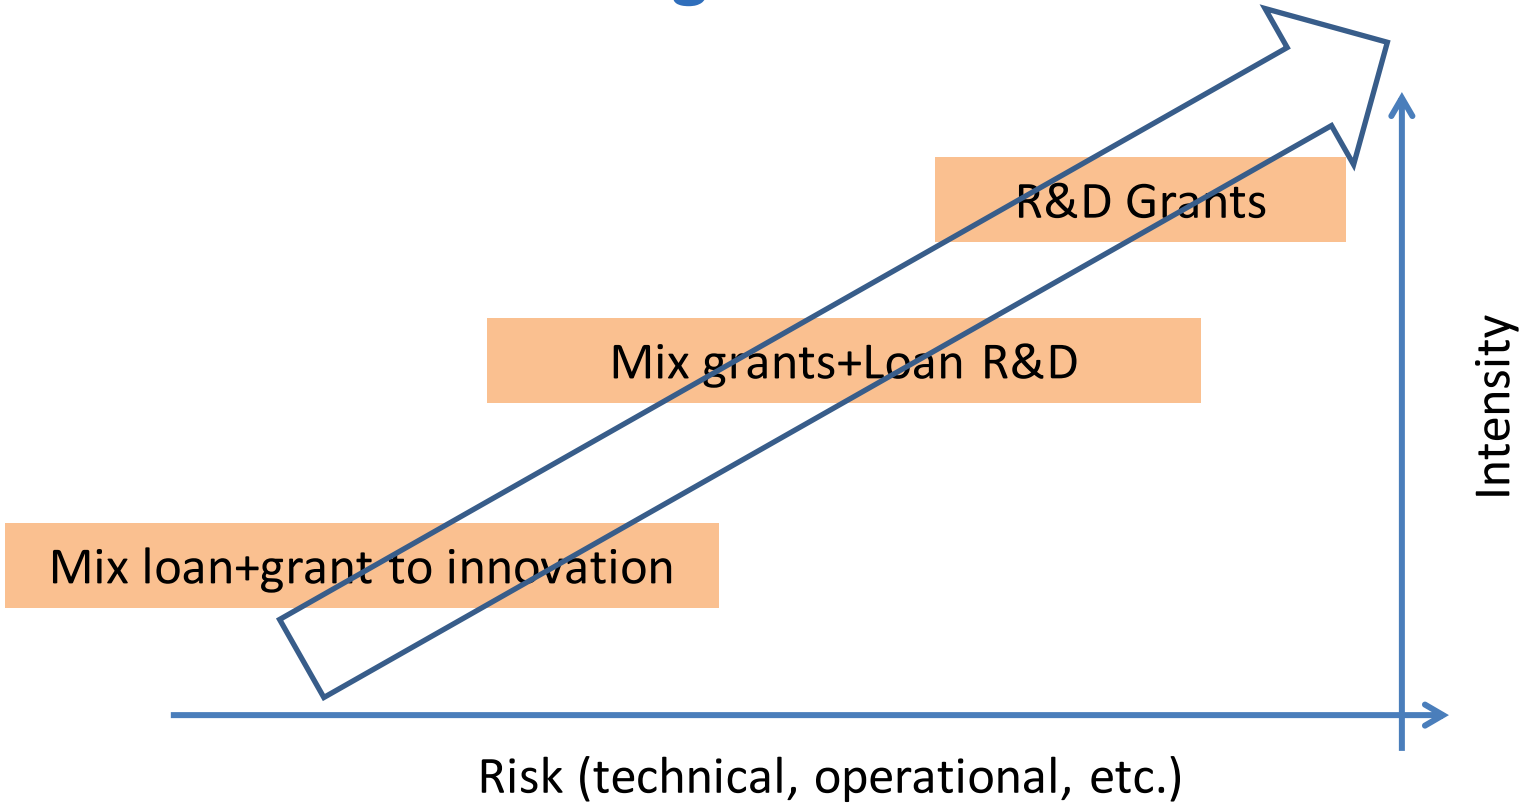 R&D Grants
Mix grants+Loan R&D
Intensity
Mix loan+grant to innovation
Risk (technical, operational, etc.)